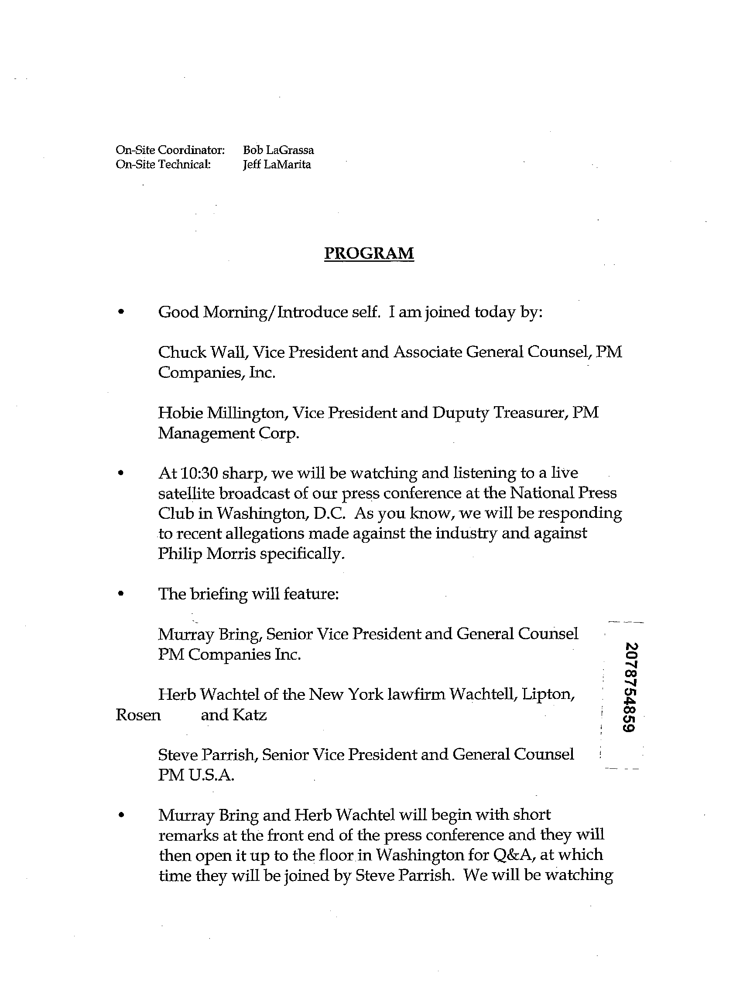 On-Site Coordinator: Bob LaGrassa
On-Site Technical: Jeff LaMarita
PROGRAM
• Good Morning/Introduce self. I am joined today by:
Chuck Wall, Vice President and Associate General Counsel, PM
Companies, Inc.
Hobie Millington, Vice President and Duputy Treasurer, PM
Management Corp.
• At 10:30 sharp, we will be watching and listening to a live
satellite broadcast of our press conference at the National Press
Club in Washington, D.C. As you know, we will be responding
to recent allegations made against the industry and against
Philip Morris specifically.
• The briefing will feature:
Murray Bring, Senior Vice President and General Counsel
PM Companies Inc.
Herb Wachtel of the New York lawfirm Wachtell, Lipton,
Rosen and Katz
Steve Parrish, Senior Vice President and General Counsel
PM U.S.A.
• Murray Bring and Herb Wachtel will begin with short
remarks at the front end of the press conference and they will
then open it up to the floor in Washington for Q&A, at which
time they will be joined by Steve Parrish. We will be watching
2078754859